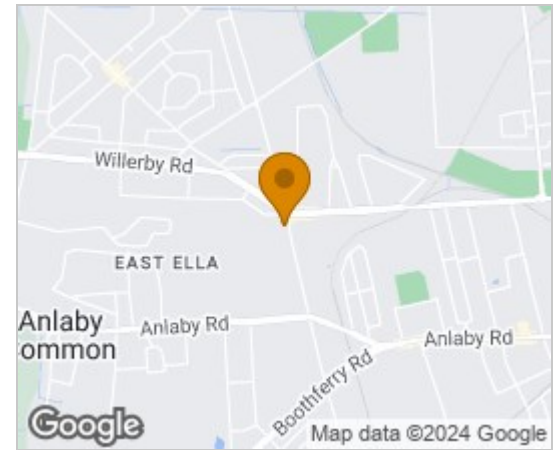 Willerby Rd
EAST ELLA
Anlaby
ommon
Anlaby Rd
Anlaby Rd
Boothferry Rd
Google
Map data ©2024 Google